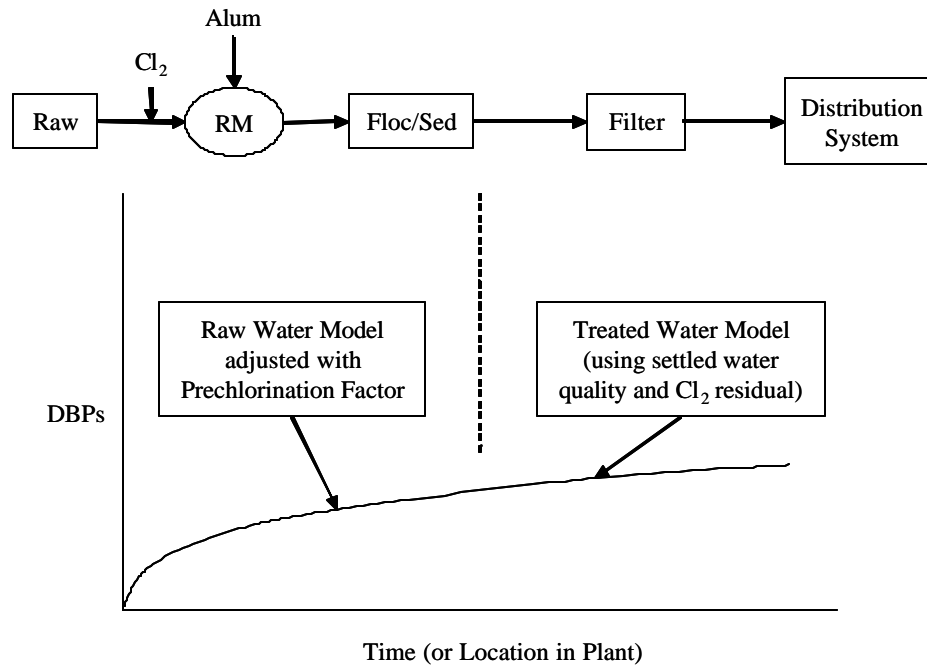 Alum
Cl2
Raw
RM
Floc/Sed
Filter
Distribution
System
Raw Water Model
adjusted with
Prechlorination Factor
Treated Water Model
(using settled water
quality and Cl2 residual)
DBPs
Time (or Location in Plant)